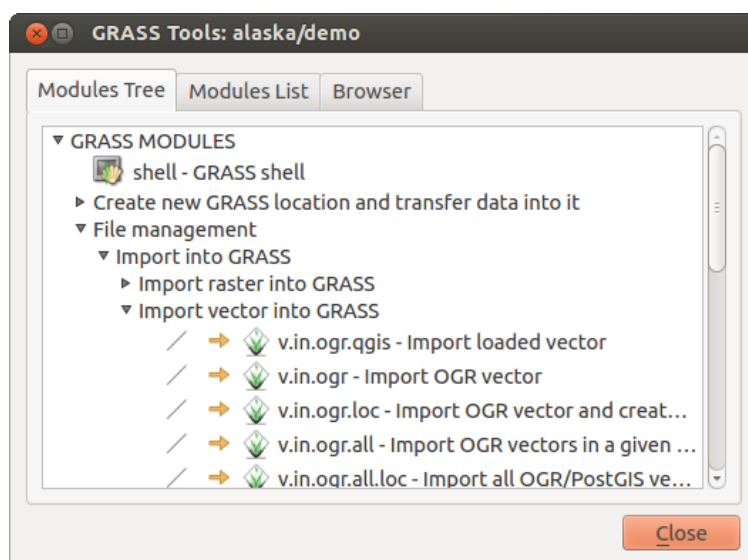 GRASS Tools: alaska/demo
Modules Tree Modules List Browser
GRASS MODULES
shell - GRASS shell
Create new GRASS location and transfer data into it
File management
Import into GRASS
Import raster into GRASS
Import vector into GRASS
v.in.ogr.qgis - Import loaded vector
v.in.ogr - Import OGR vector
v.in.ogr.loc - Import OGR vector and creat...
v.in.ogr.all - Import OGR vectors in a given ...
v.in.ogr.all.loc - Import all OGR/PostGIS ve...
Close